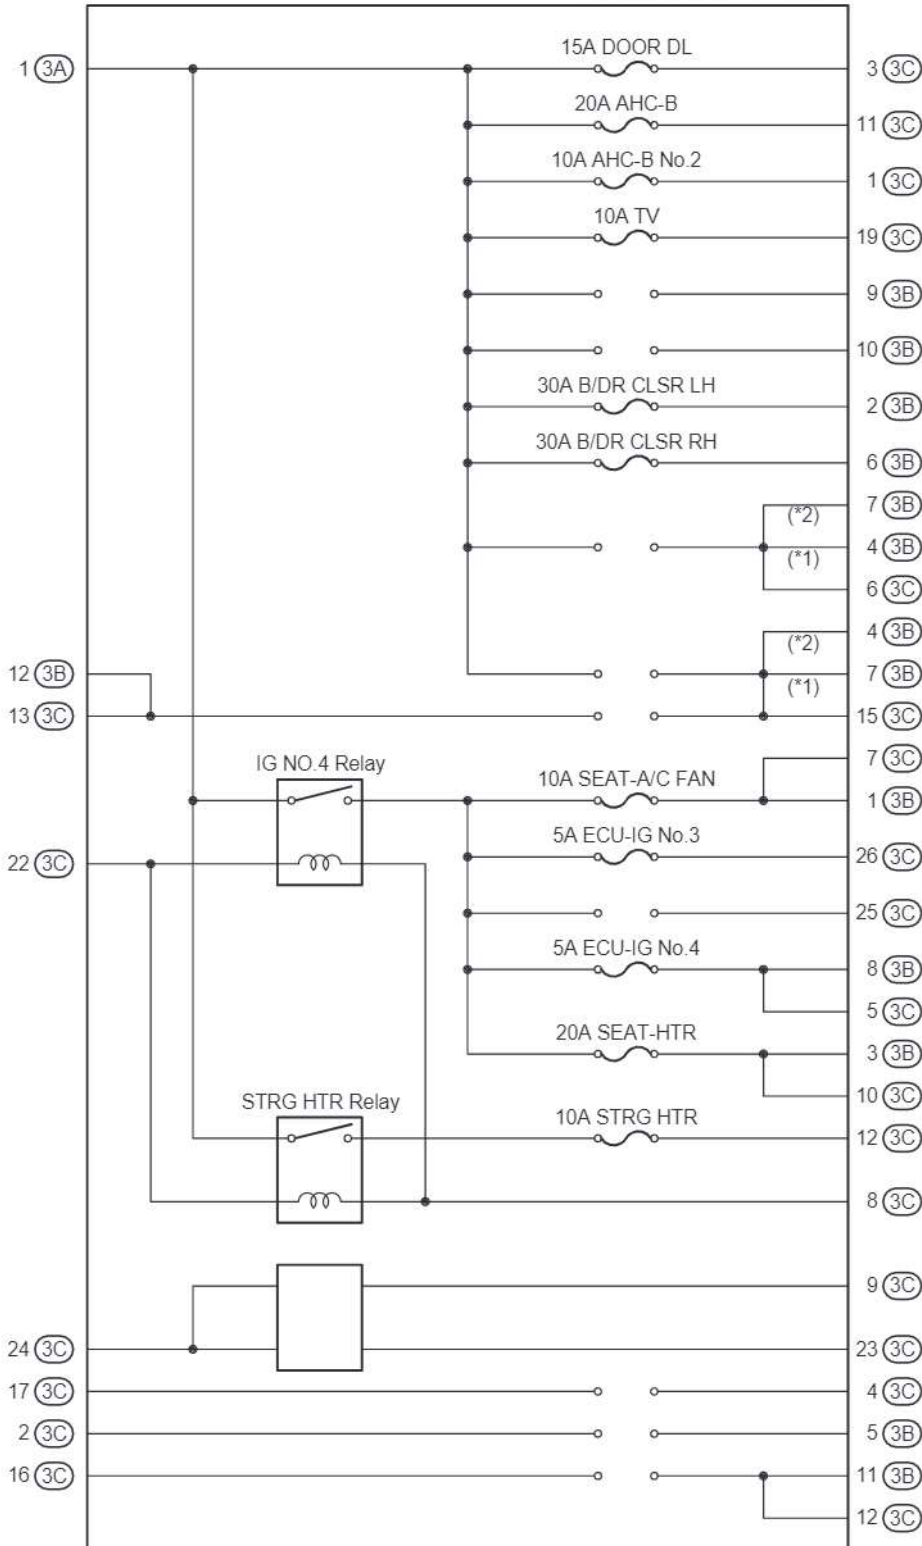 15A DOOR DL
1 3A 3 3C
20A AHC-B
11 3C
10A AHC-B No.2
1 3C
10A TV
19 3C
9 3B
10 3B
30A B/DR CLSR LH
2 3B
30A B/DR CLSR RH
6 3B
7 3B
(*2)
4 3B
(*1)
6 3C
4 3B
(*2)
12 3B 7 3B
(*1)
13 3C 15 3C
7 3C
IG NO.4 Relay
10A SEAT-A/C FAN
1 3B
5A ECU-IG No.3
22 3C 26 3C
25 3C
5A ECU-IG No.4
8 3B
5 3C
20A SEAT-HTR
3 3B
10 3C
STRG HTR Relay
10A STRG HTR
12 3C
8 3C
9 3C
24 3C 23 3C
17 3C 4 3C
2 3C 5 3B
16 3C 11 3B
12 3C